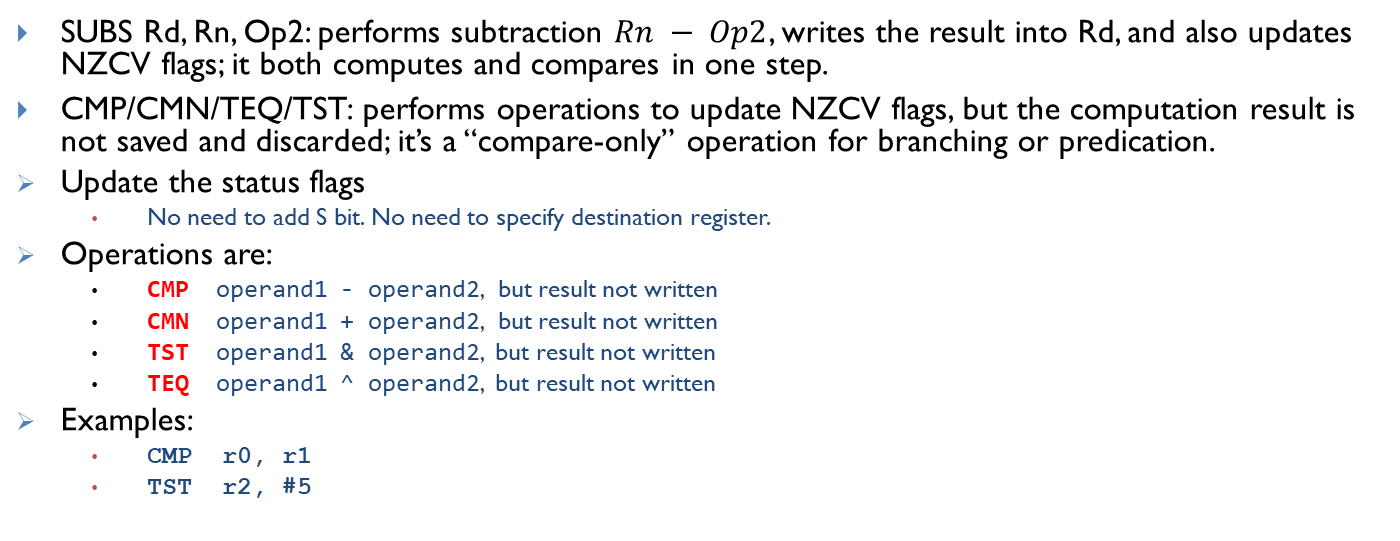 SUBS Rd, Rn, Op2: performs subtraction Rn − Op2, writes the result into Rd, and also updates
NZCV flags; it both computes and compares in one step.
CMP/CMN/TEQ/TST: performs operations to update NZCV flags, but the computation result is
not saved and discarded; it’s a “compare-only” operation for branching or predication.
Update the status flags
No need to add S bit. No need to specify destination register.
Operations are:
CMP operand1 - operand2, but result not written
CMN operand1 + operand2, but result not written
TST operand1 & operand2, but result not written
TEQ operand1 ^ operand2, but result not written
Examples:
CMP r0, r1
TST r2, #5